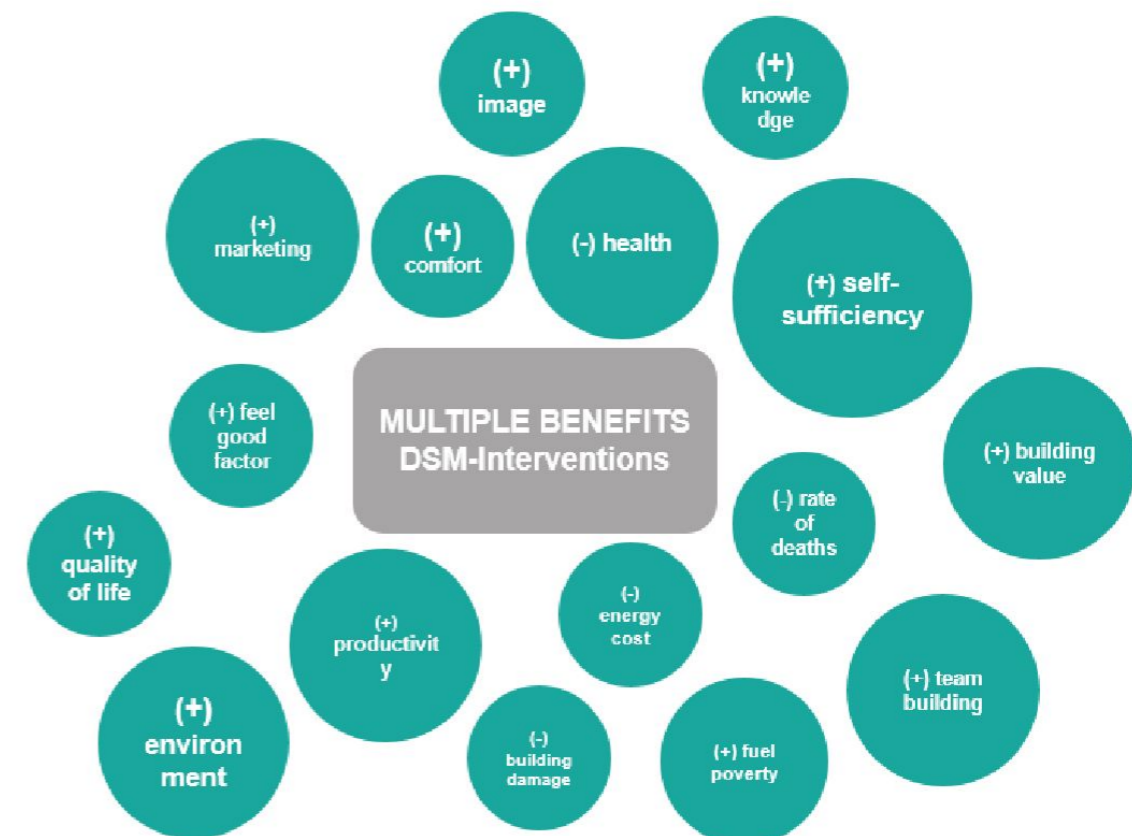 (+)
image
(+)
knowle
dge
(+)
marketing
(+)
comfort
(-) health
(+) self-
sufficiency
(+) feel
good
factor
MULTIPLE BENEFITS
DSM-Interventions
(+) building
value
(-) rate
of
deaths
(+)
quality
of life
(+)
productivit
y
(-)
energy
cost
(+) team
building
(+)
environ
ment
(-)
building
damage
(+) fuel
poverty